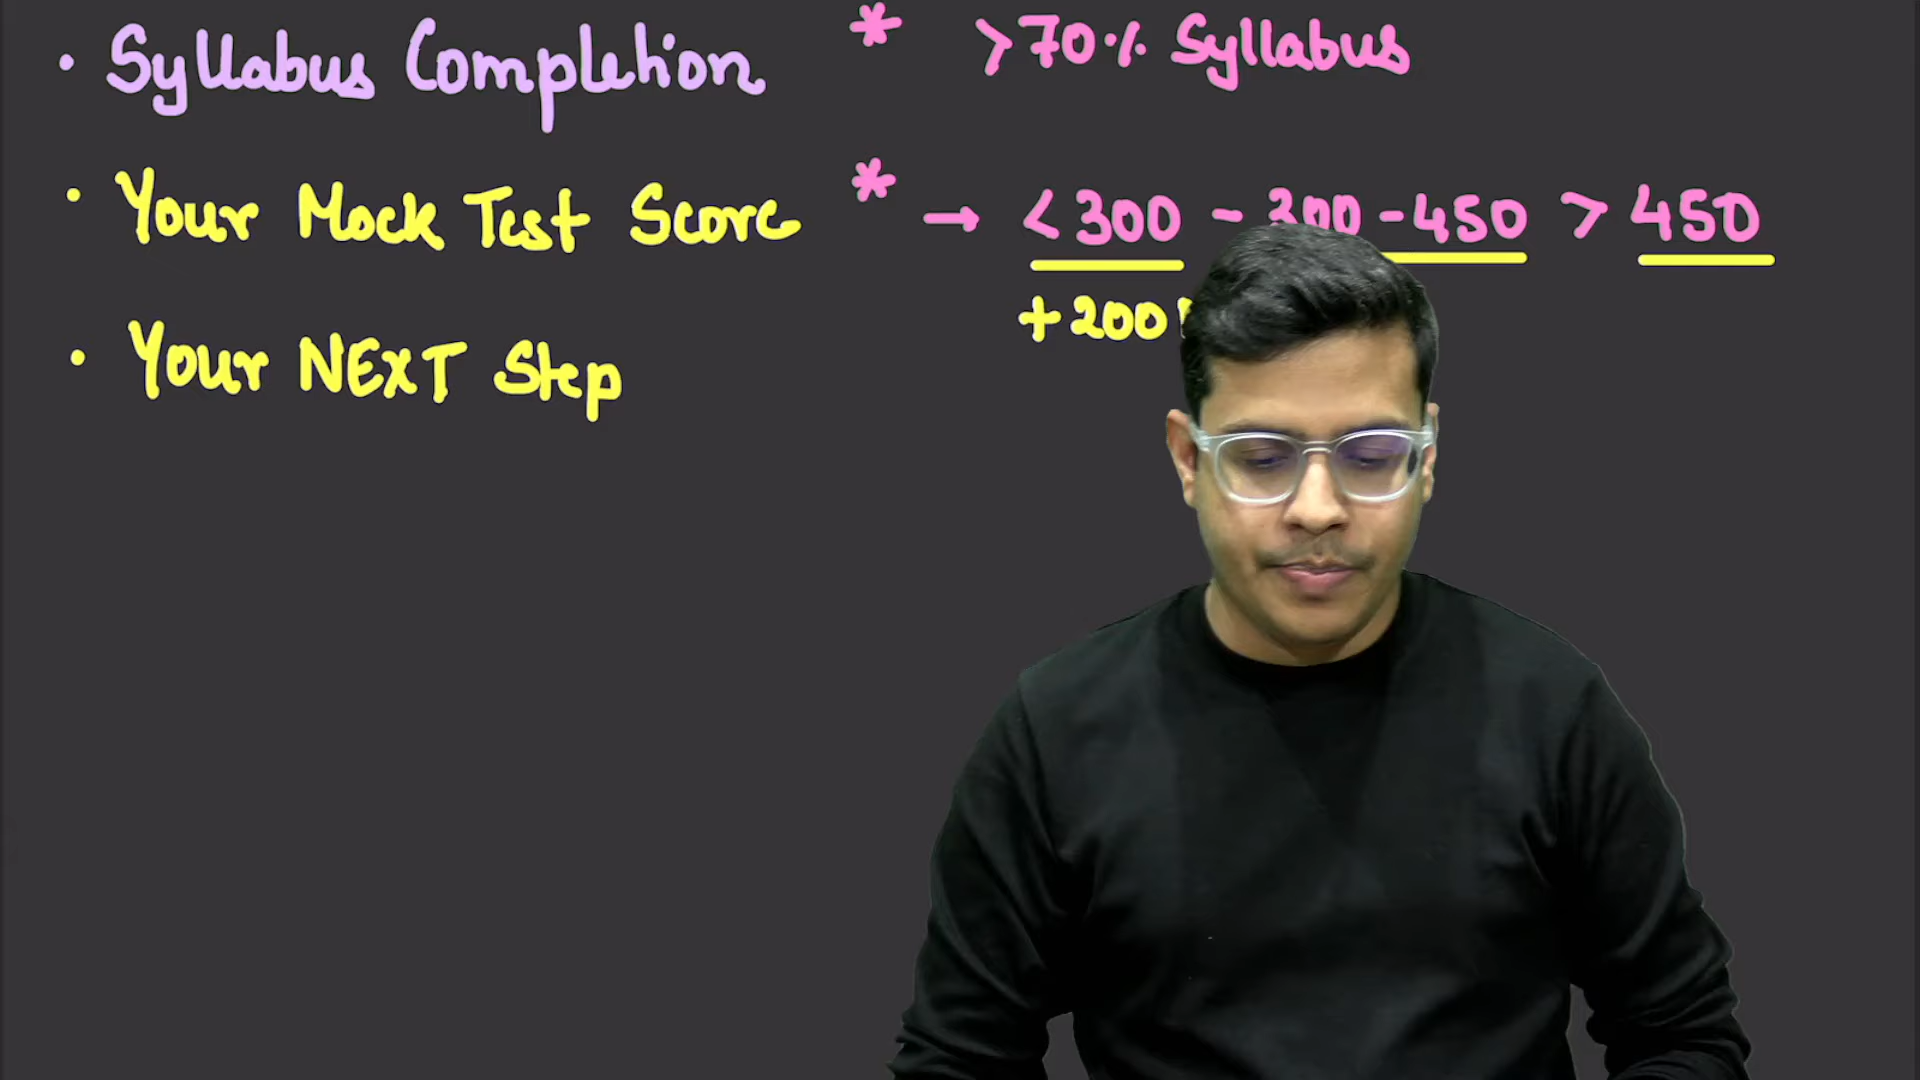 • Syllabus Completion * >70% Syllabus
• Your Mock Test Score * → <300 - 300 -450 > 450
+200
• Your NExT Step